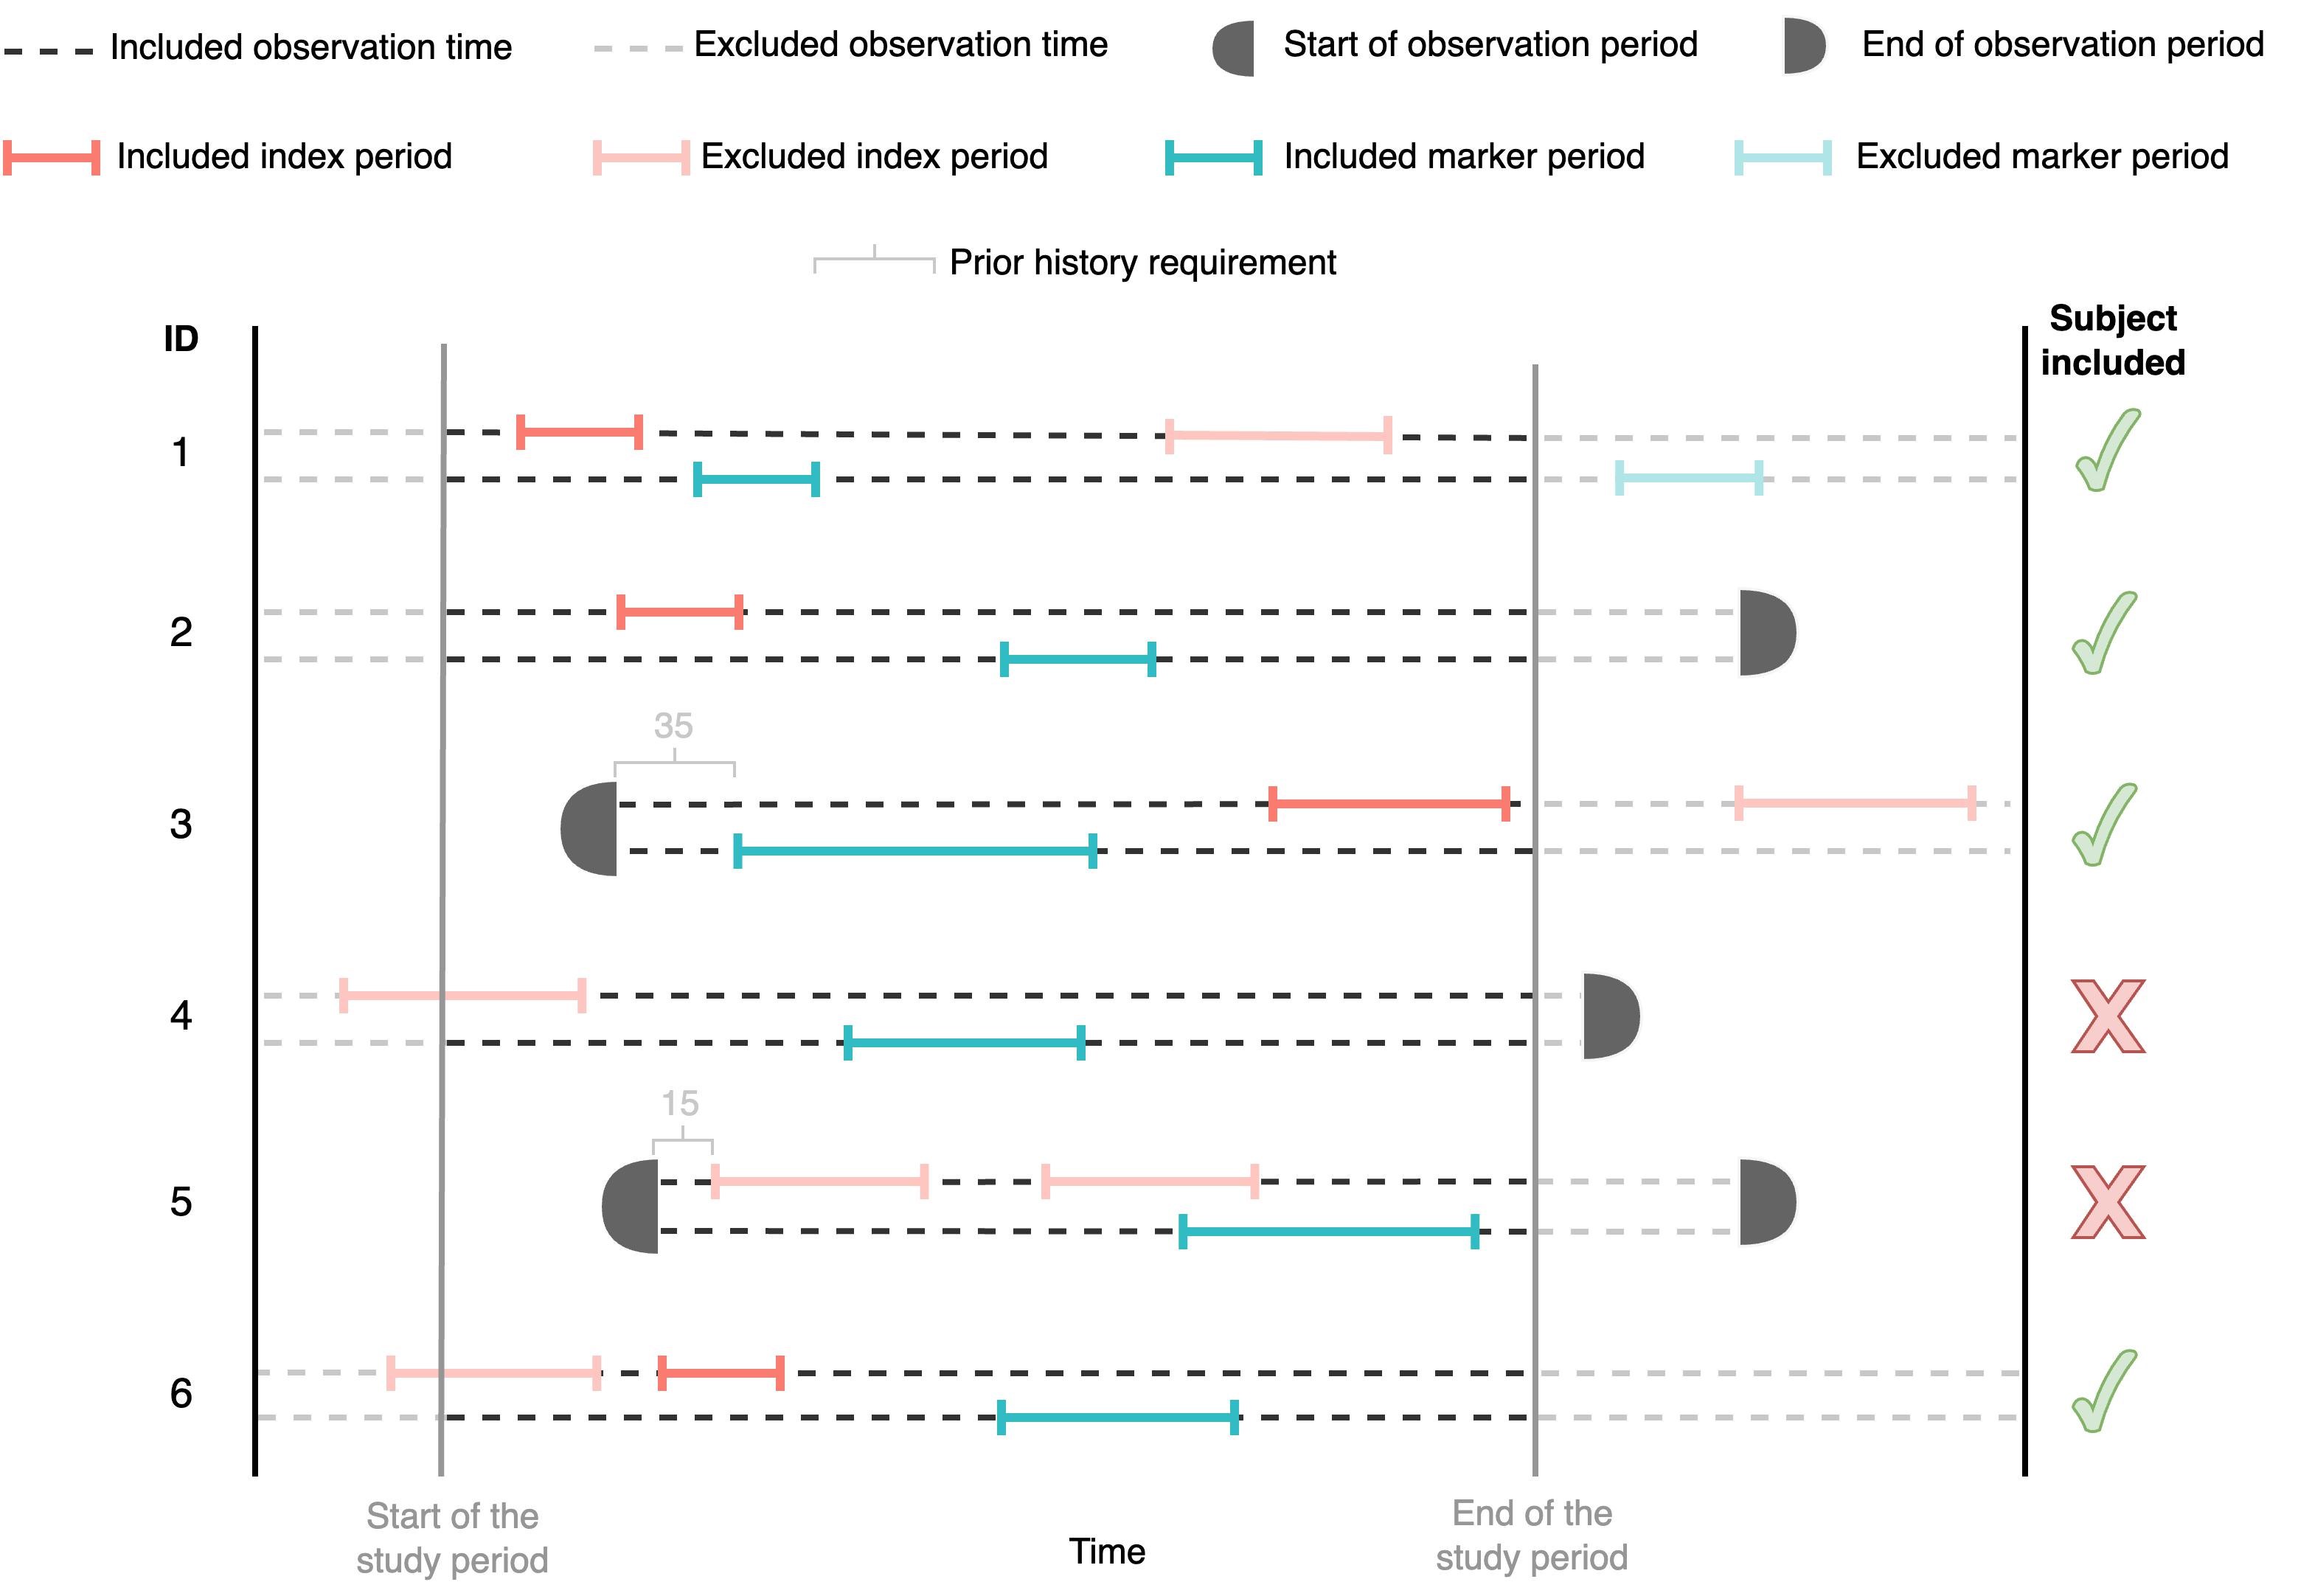 Included observation time
Excluded observation time
Start of observation period
End of observation period
Included index period
Excluded index period
Included marker period
Excluded marker period
Prior history requirement
ID
Subject
included
1
2
35
3
4
15
5
6
Start of the
study period
Time
End of the
study period